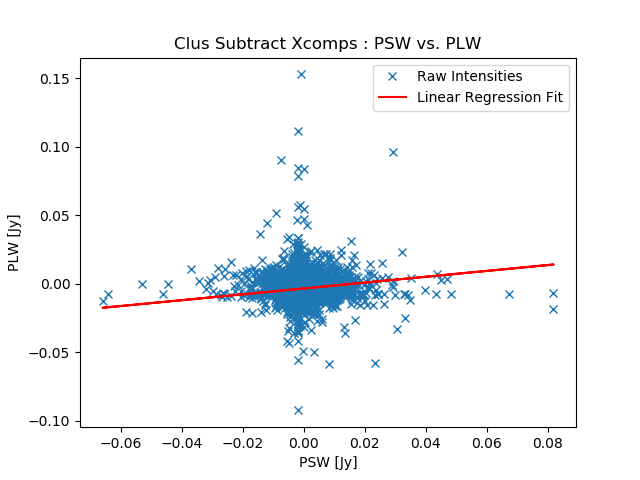 Clus Subtract Xcomps : PSW vs. PLW
Raw Intensities
Linear Regression Fit
PLW [Jy]
0.15
0.10
0.05
0.00
−0.05
−0.10
−0.06 −0.04 −0.02 0.00 0.02 0.04 0.06 0.08
PSW [Jy]